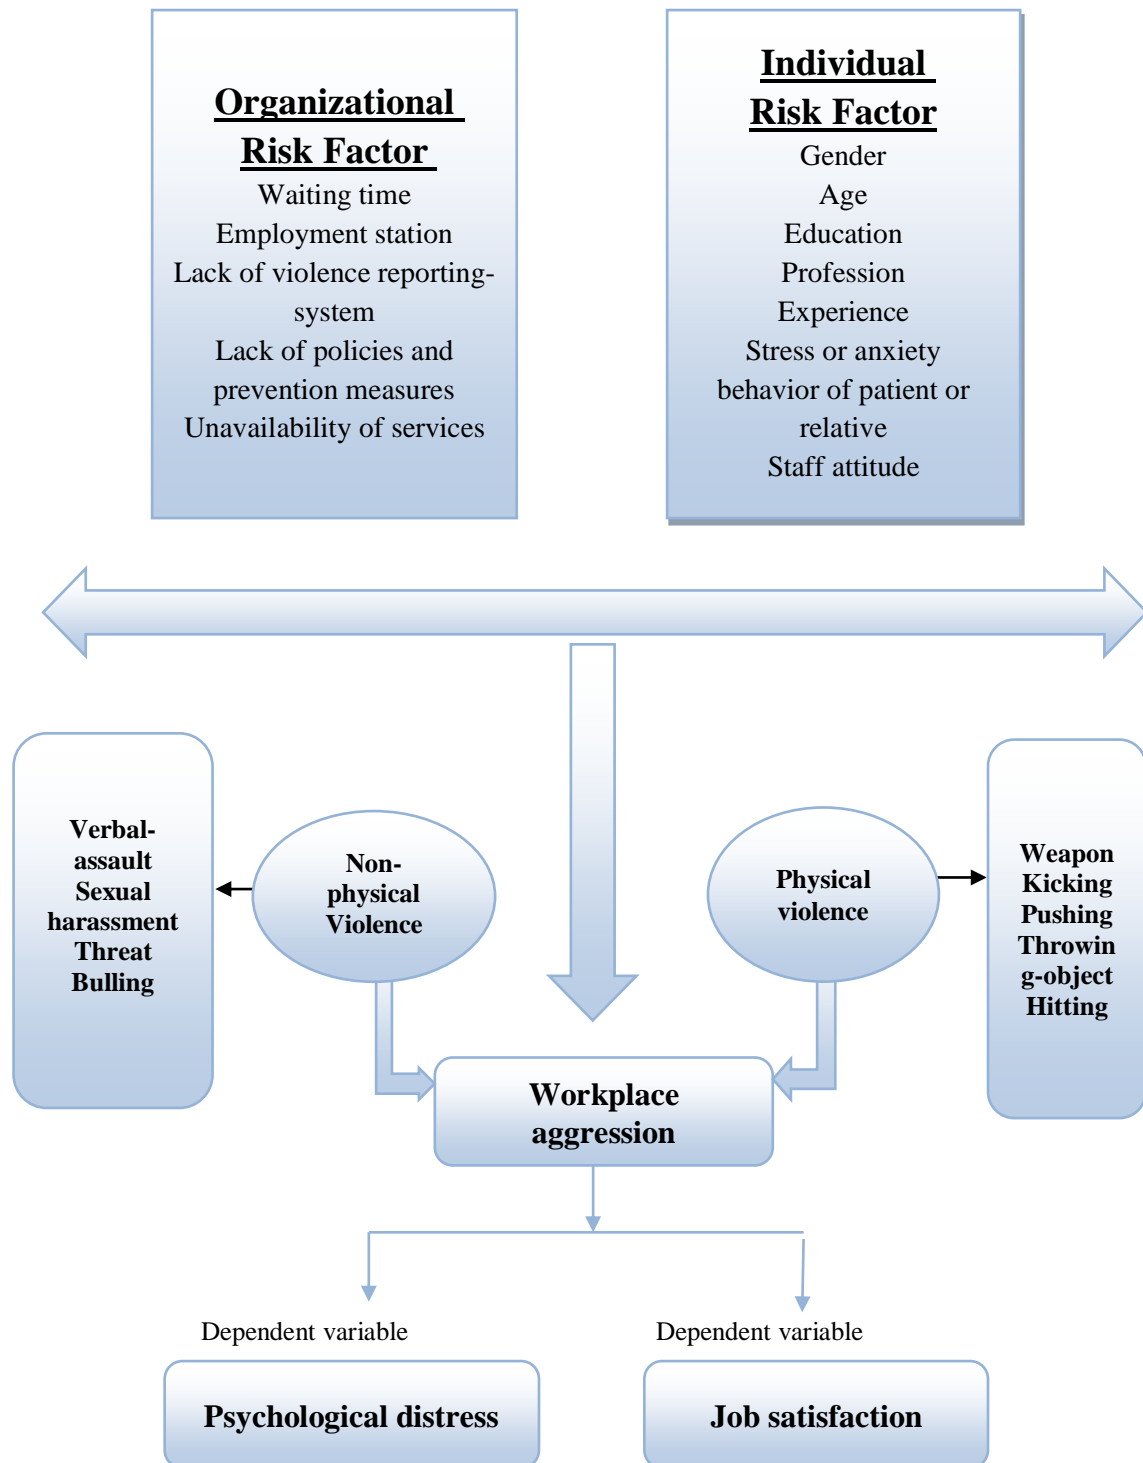 Organizational
Risk Factor
Waiting time
Employment station
Lack of violence reporting-
system
Lack of policies and
prevention measures
Unavailability of services
Individual
Risk Factor
Gender
Age
Education
Profession
Experience
Stress or anxiety
behavior of patient or
relative
Staff attitude
Verbal-
assault
Sexual
harassment
Threat
Bulling
Non-
physical
Violence
Physical
violence
Weapon
Kicking
Pushing
Throwin
g-object
Hitting
Workplace
aggression
Dependent variable
Dependent variable
Psychological distress
Job satisfaction